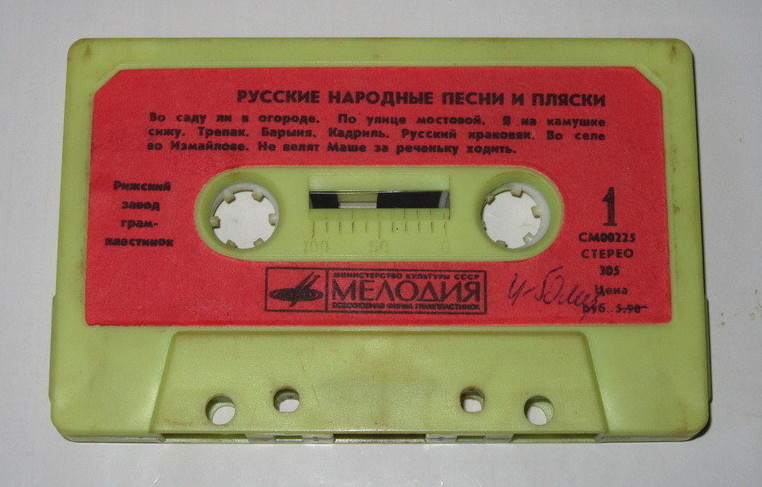 РУССКИЕ НАРОДНЫЕ ПЕСНИ И ПЛЯСКИ
Во саду ли в огороде. По улице мостовой. Я на камушке
сижу. Трепак. Барыня. Кадриль. Русский краковяк. Во селе
во Измайлове. Не велят Маше за реченьку ходить.
Рижский
завод
грам-
пластинок
1
СМ00225
СТЕРЕО
305
Цена
руб. 5-90
4-50
100 50 0
МИНИСТЕРСТВО КУЛЬТУРЫ СССР
МЕЛОДИЯ
ВСЕСОЮЗНАЯ ФИРМА ГРАМПЛАСТИНОК